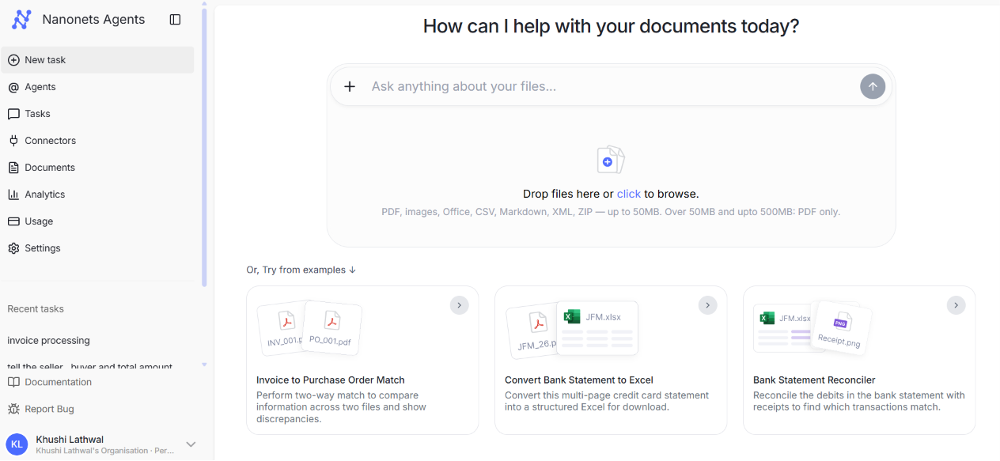 Nanonets Agents
New task
Agents
Tasks
Connectors
Documents
Analytics
Usage
Settings
Recent tasks
invoice processing
tell the seller , buyer and total amount
Documentation
Report Bug
KL
Khushi Lathwal
Khushi Lathwal's Organisation · Per...
How can I help with your documents today?
Ask anything about your files...
Drop files here or click to browse.
PDF, images, Office, CSV, Markdown, XML, ZIP — up to 50MB. Over 50MB and upto 500MB: PDF only.
Or, Try from examples ↓
INV_001.p
PO_001.pdf
Invoice to Purchase Order Match
Perform two-way match to compare
information across two files and show
discrepancies.
JFM_26.p
JFM.xlsx
Convert Bank Statement to Excel
Convert this multi-page credit card statement
into a structured Excel for download.
JFM.xlsx
PNG
Receipt.png
Bank Statement Reconciler
Reconcile the debits in the bank statement with
receipts to find which transactions match.